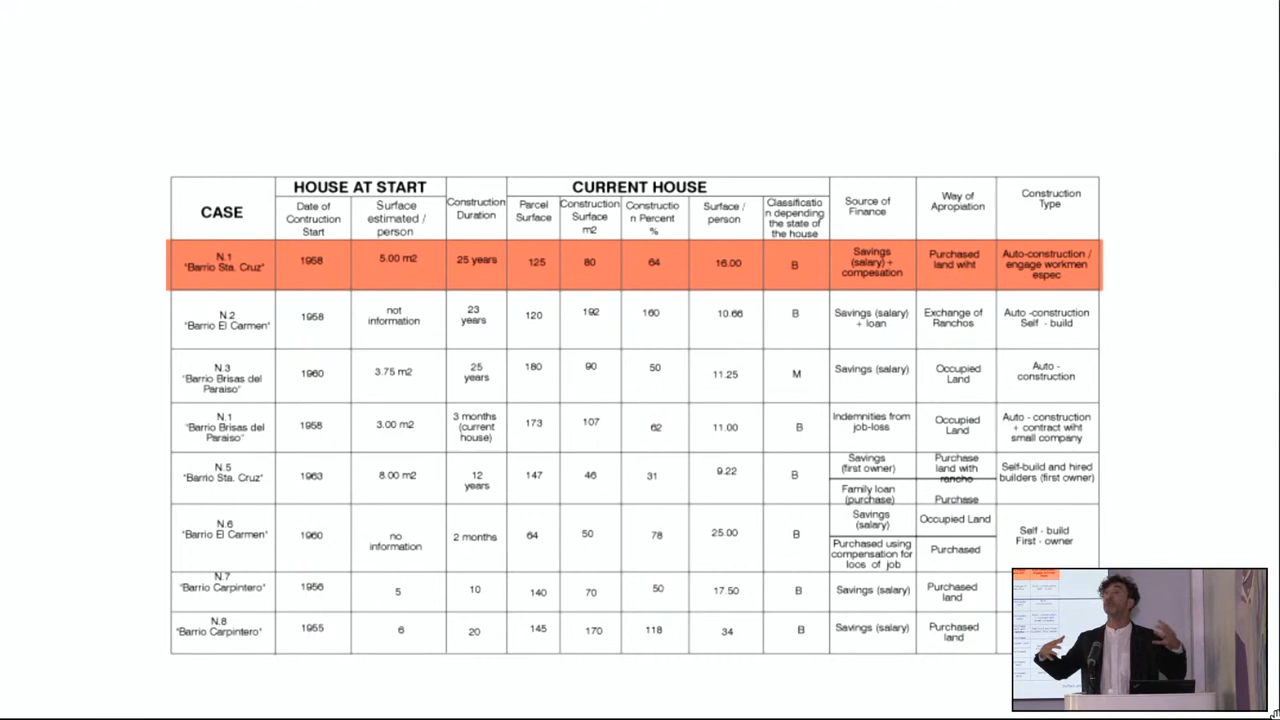 HOUSE AT START
CURRENT HOUSE
CASE
Date of
Contruction
Start
Surface
estimated /
person
Construction
Duration
Parcel
Surface
Construction
Surface
m2
Constructio
n Percent
%
Surface /
person
Classificatio
n depending
the state of
the house
Source of
Finance
Way of
Apropiation
Construction
Type
N.1
"Barrio Sta. Cruz"
1958
5.00 m2
25 years
125
80
64
16.00
B
Savings
(salary) +
compesation
Purchased
land wiht
Auto-construction /
engage workmen
espec
N.2
"Barrio El Carmen"
1958
not
information
23
years
120
192
160
10.66
B
Savings (salary)
+ loan
Exchange of
Ranchos
Auto -construction
Self - build
N.3
"Barrio Brisas del
Paraiso"
1960
3.75 m2
25
years
180
90
50
11.25
M
Savings (salary)
Occupied
Land
Auto -
construction
N.1
"Barrio Brisas del
Paraiso"
1958
3.00 m2
3 months
(current
house)
173
107
62
11.00
B
Indemnities from
job-loss
Occupied
Land
Auto - construction
+ contract wiht
small company
N.5
"Barrio Sta. Cruz"
1963
8.00 m2
12
years
147
46
31
9.22
B
Savings
(first owner)
Family loan
(purchase)
Purchase
land with
rancho
Purchase
Self-build and hired
builders (first owner)
N.6
"Barrio El Carmen"
1960
no
information
2 months
64
50
78
25.00
B
Savings
(salary)
Purchased using
compensation for
loos of job
Occupied Land
Purchased
Self - build
First - owner
N.7
"Barrio Carpintero"
1956
5
10
140
70
50
17.50
B
Savings (salary)
Purchased
land
N.8
"Barrio Carpintero"
1955
6
20
145
170
118
34
B
Savings (salary)
Purchased
land